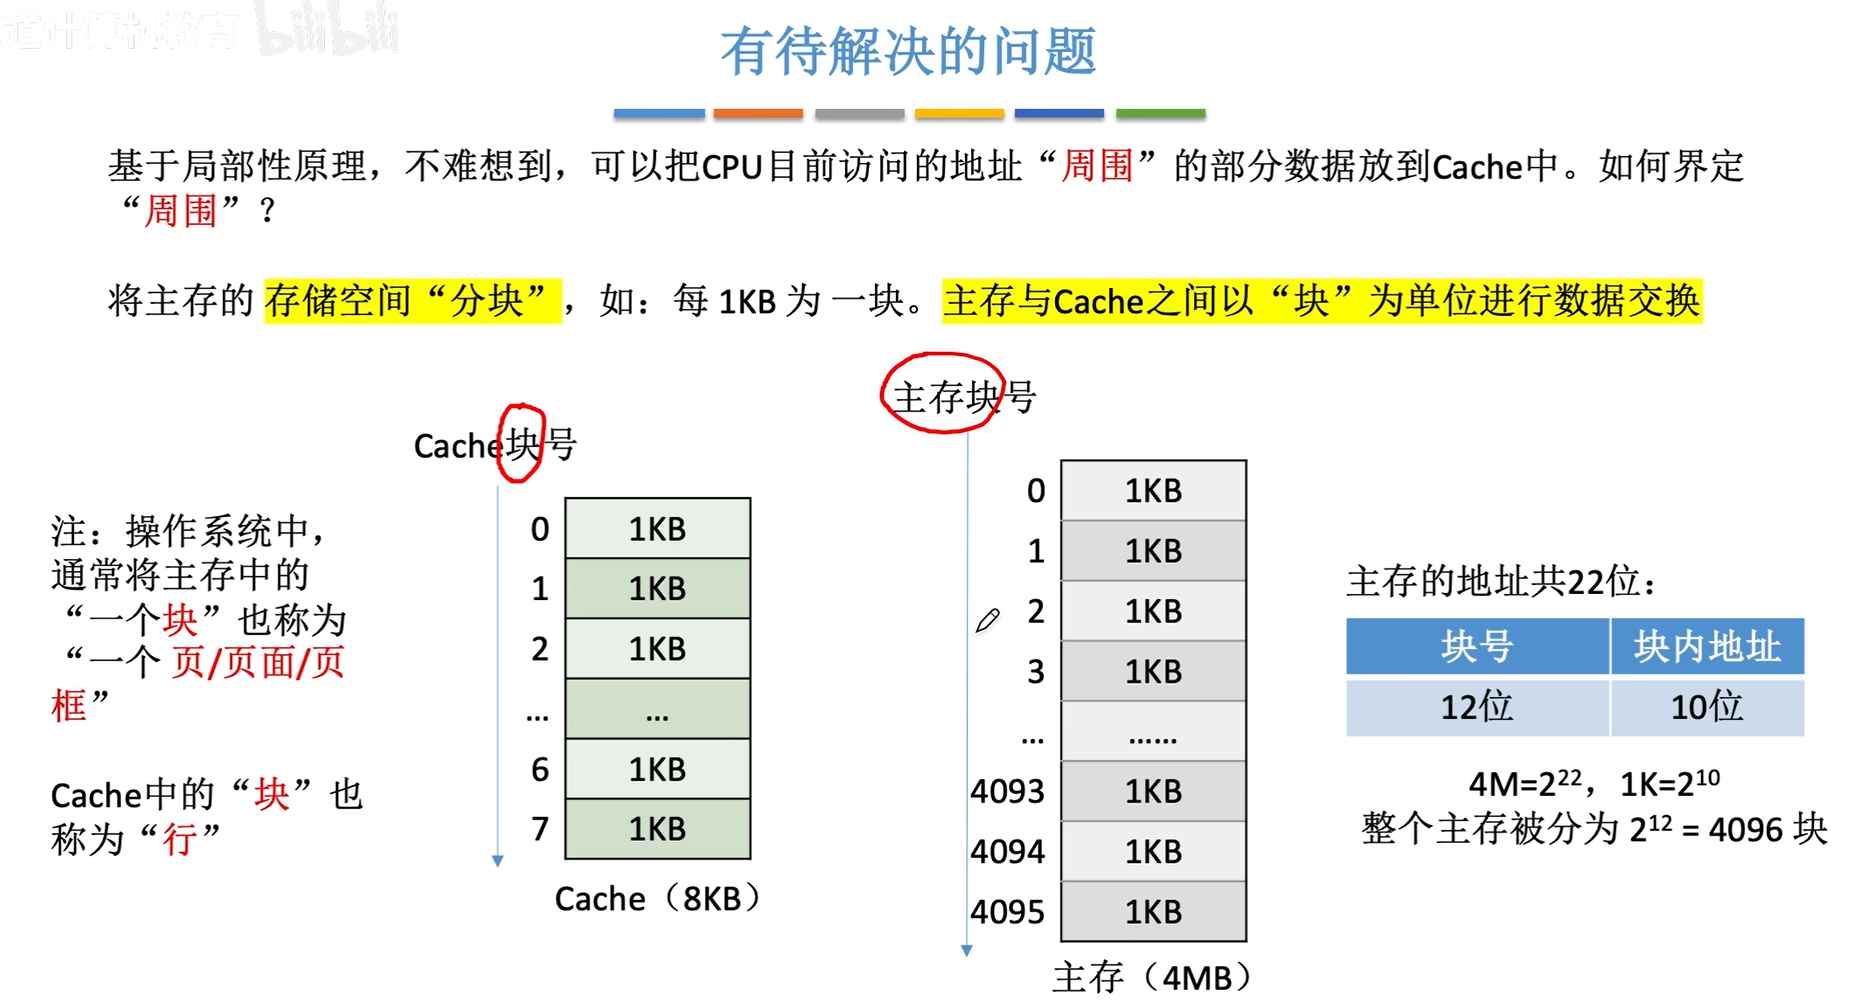 道计算机教育 bilibili
有待解决的问题
基于局部性原理，不难想到，可以把CPU目前访问的地址“周围”的部分数据放到Cache中。如何界定
“周围”？
将主存的 存储空间“分块”，如：每 1KB 为 一块。主存与Cache之间以“块”为单位进行数据交换
注：操作系统中，
通常将主存中的
“一个块”也称为
“一个 页/页面/页
框”
Cache中的“块”也
称为“行”
Cache块号
0 1KB
1 1KB
2 1KB
... ...
6 1KB
7 1KB
Cache（8KB）
主存块号
0 1KB
1 1KB
2 1KB
3 1KB
... ......
4093 1KB
4094 1KB
4095 1KB
主存（4MB）
主存的地址共22位：
块号 块内地址
12位 10位
4M=2²²，1K=2¹⁰
整个主存被分为 2¹² = 4096 块